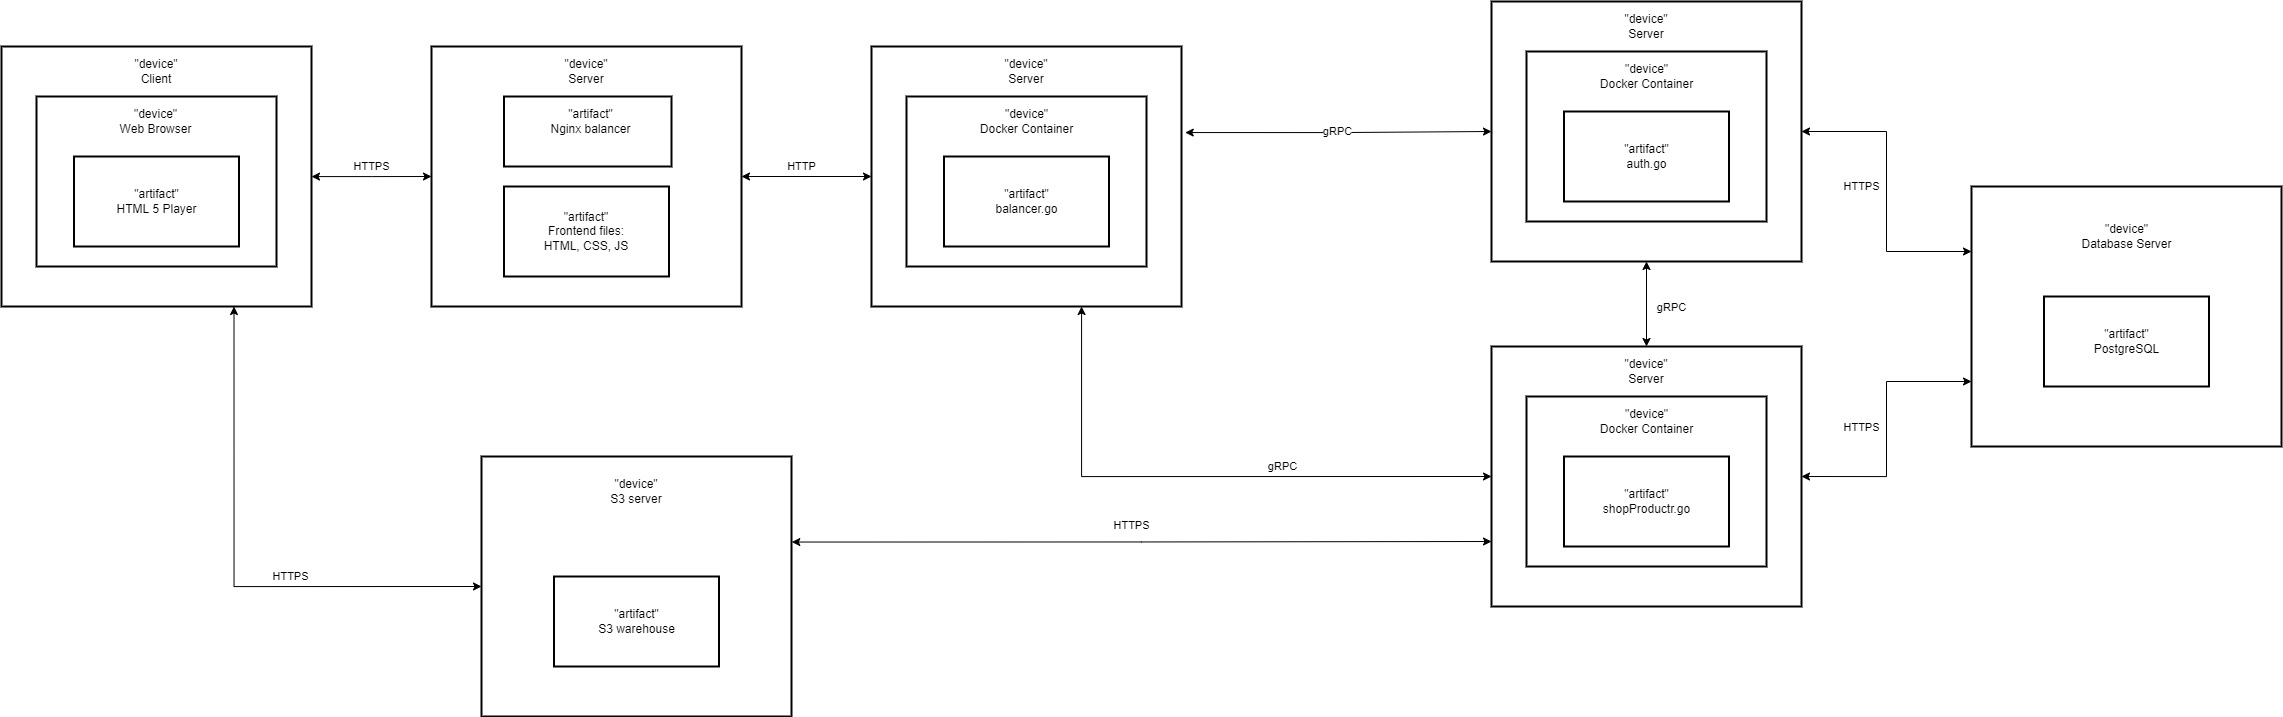 "device"
Client
"device"
Web Browser
"artifact"
HTML 5 Player
HTTPS
"device"
Server
"artifact"
Nginx balancer
"artifact"
Frontend files:
HTML, CSS, JS
HTTP
"device"
Server
"device"
Docker Container
"artifact"
balancer.go
gRPC
"device"
Server
"device"
Docker Container
"artifact"
auth.go
HTTPS
"device"
Database Server
"artifact"
PostgreSQL
gRPC
"device"
Server
"device"
Docker Container
"artifact"
shopProductr.go
HTTPS
gRPC
HTTPS
"device"
S3 server
"artifact"
S3 warehouse
HTTPS